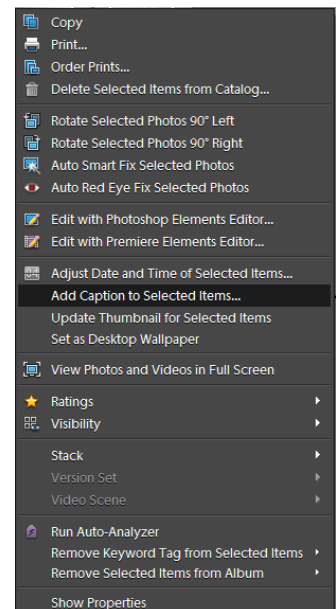 Copy
Print...
Order Prints...
Delete Selected Items from Catalog...
Rotate Selected Photos 90° Left
Rotate Selected Photos 90° Right
Auto Smart Fix Selected Photos
Auto Red Eye Fix Selected Photos
Edit with Photoshop Elements Editor...
Edit with Premiere Elements Editor...
Adjust Date and Time of Selected Items...
Add Caption to Selected Items...
Update Thumbnail for Selected Items
Set as Desktop Wallpaper
View Photos and Videos in Full Screen
Ratings
Visibility
Stack
Version Set
Video Scene
Run Auto-Analyzer
Remove Keyword Tag from Selected Items
Remove Selected Items from Album
Show Properties